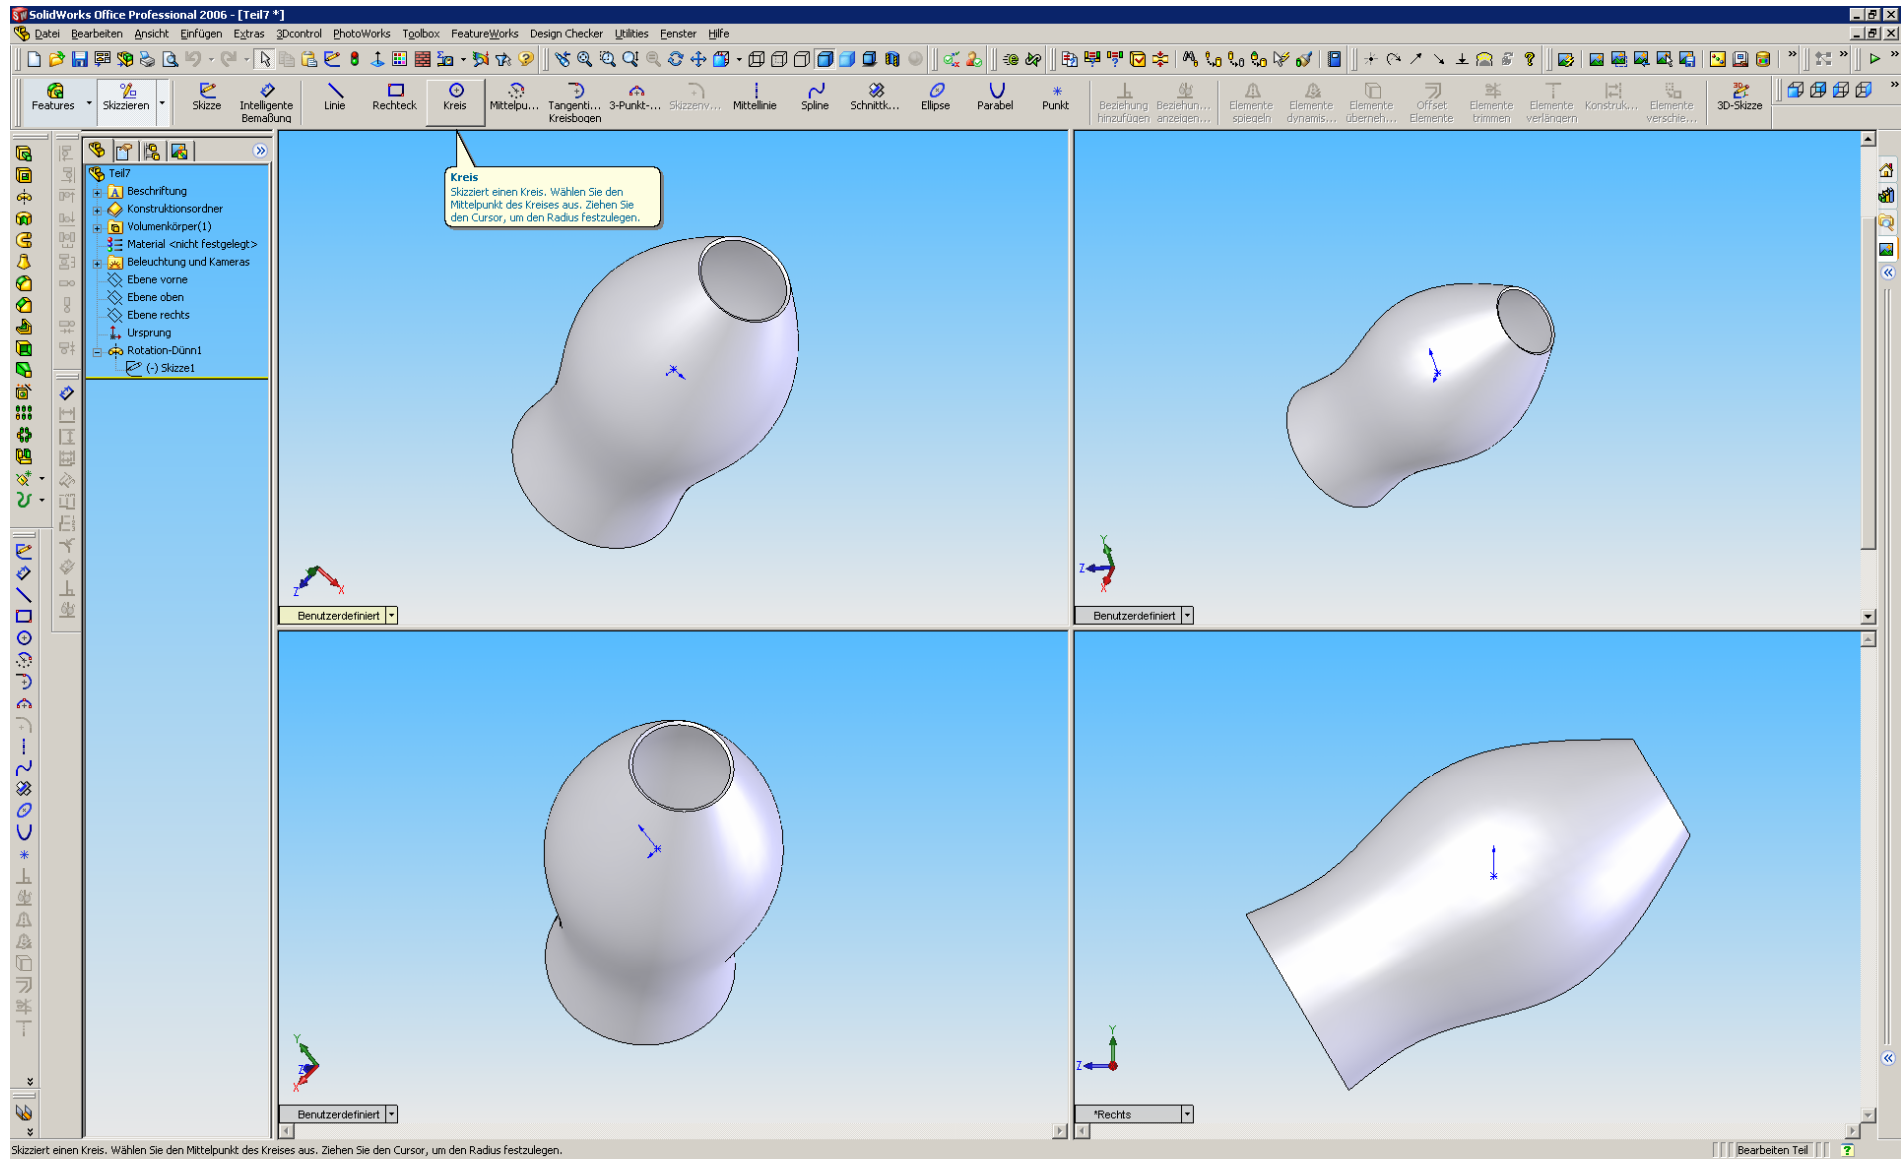 SolidWorks Office Professional 2006 - [Teil7 *]
Datei Bearbeiten Ansicht Einfügen Extras 3Dcontrol PhotoWorks Toolbox FeatureWorks Design Checker Utilities Fenster Hilfe
Features Skizzieren Skizze Intelligente Bemaßung Linie Rechteck Kreis Mittelpu... Tangenti... Kreisbogen 3-Punkt-... Skizzenv... Mittellinie Spline Schnittk... Ellipse Parabel Punkt Beziehung hinzufügen Beziehun... anzeigen... Elemente spiegeln Elemente dynamis... Elemente überneh... Offset Elemente Elemente trimmen Elemente verlängern Konstruk... Elemente verschie... 3D-Skizze
Teil7
Beschriftung
Konstruktionsordner
Volumenkörper(1)
Material <nicht festgelegt>
Beleuchtung und Kameras
Ebene vorne
Ebene oben
Ebene rechts
Ursprung
Rotation-Dünn1
(-) Skizze1
Kreis
Skizziert einen Kreis. Wählen Sie den
Mittelpunkt des Kreises aus. Ziehen Sie
den Cursor, um den Radius festzulegen.
Z X
Benutzerdefiniert
Y
Z
X
Benutzerdefiniert
Y
Z
X
Benutzerdefiniert
Y
Z
*Rechts
Skizziert einen Kreis. Wählen Sie den Mittelpunkt des Kreises aus. Ziehen Sie den Cursor, um den Radius festzulegen.
Bearbeiten Teil